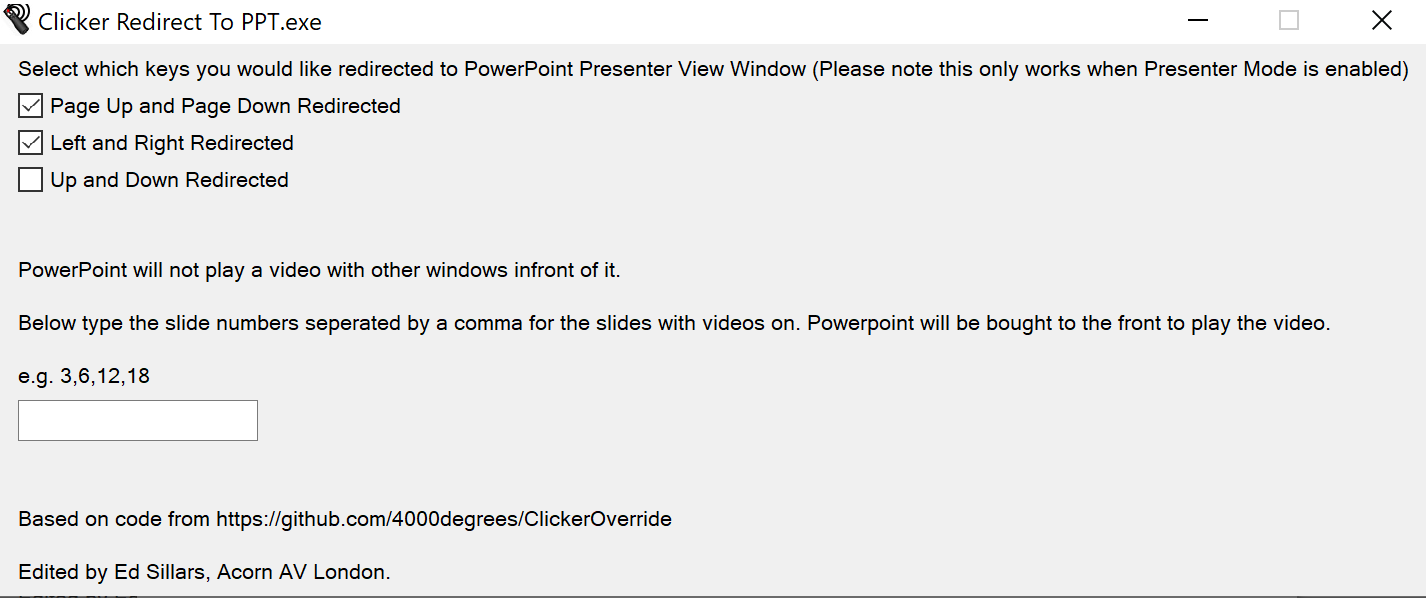 Clicker Redirect To PPT.exe
Select which keys you would like redirected to PowerPoint Presenter View Window (Please note this only works when Presenter Mode is enabled)
Page Up and Page Down Redirected
Left and Right Redirected
Up and Down Redirected
PowerPoint will not play a video with other windows infront of it.
Below type the slide numbers seperated by a comma for the slides with videos on. Powerpoint will be bought to the front to play the video.
e.g. 3,6,12,18
Based on code from https://github.com/4000degrees/ClickerOverride
Edited by Ed Sillars, Acorn AV London.